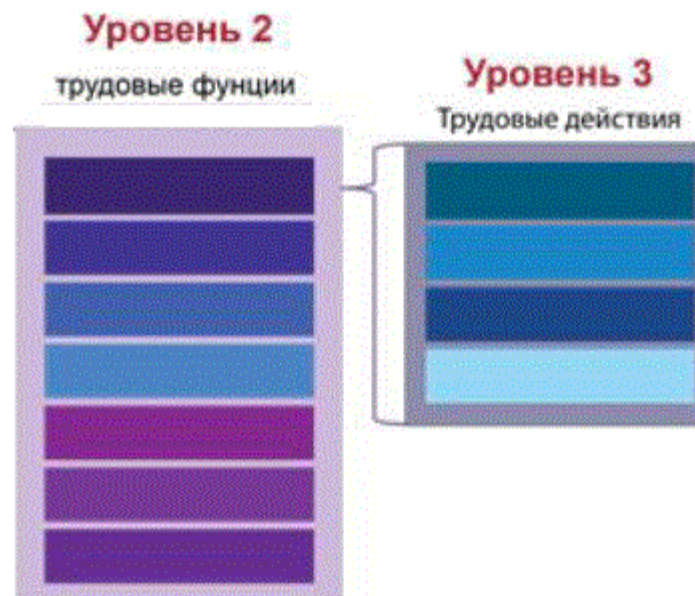 Уровень 2
трудовые фунции
Уровень 3
Трудовые действия